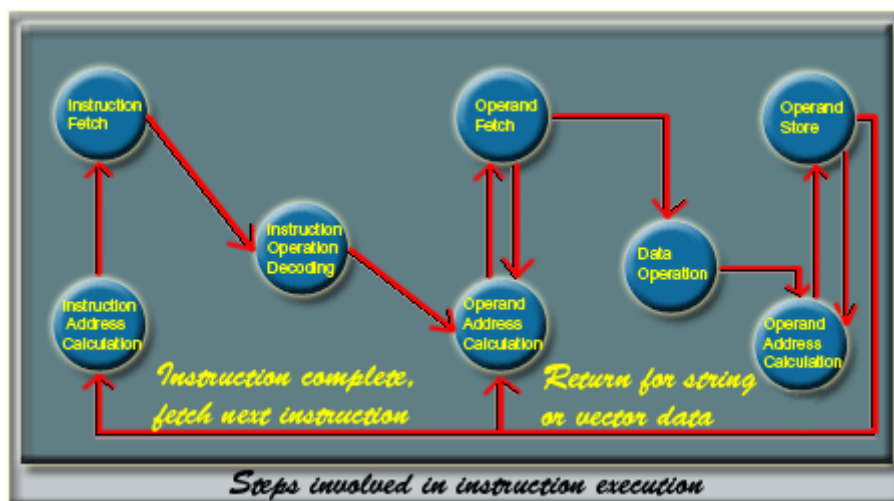 Instruction
Fetch
Operand
Fetch
Operand
Store
Instruction
Operation
Decoding
Data
Operation
Instruction
Address
Calculation
Operand
Address
Calculation
Operand
Address
Calculation
Instruction complete,
fetch next instruction
Return for string
or vector data
Steps involved in instruction execution